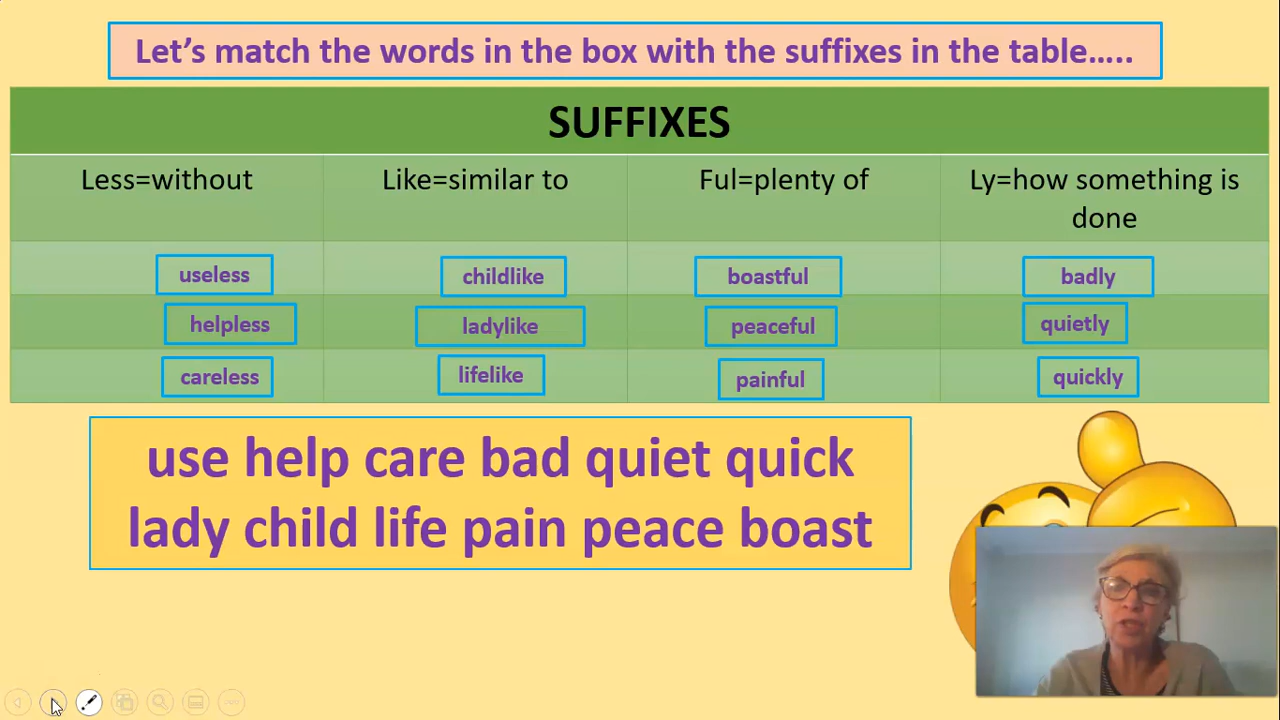 Let's match the words in the box with the suffixes in the table.....
SUFFIXES
Less=without
Like=similar to
Ful=plenty of
Ly=how something is
done
useless
childlike
boastful
badly
helpless
ladylike
peaceful
quietly
careless
lifelike
painful
quickly
use help care bad quiet quick
lady child life pain peace boast